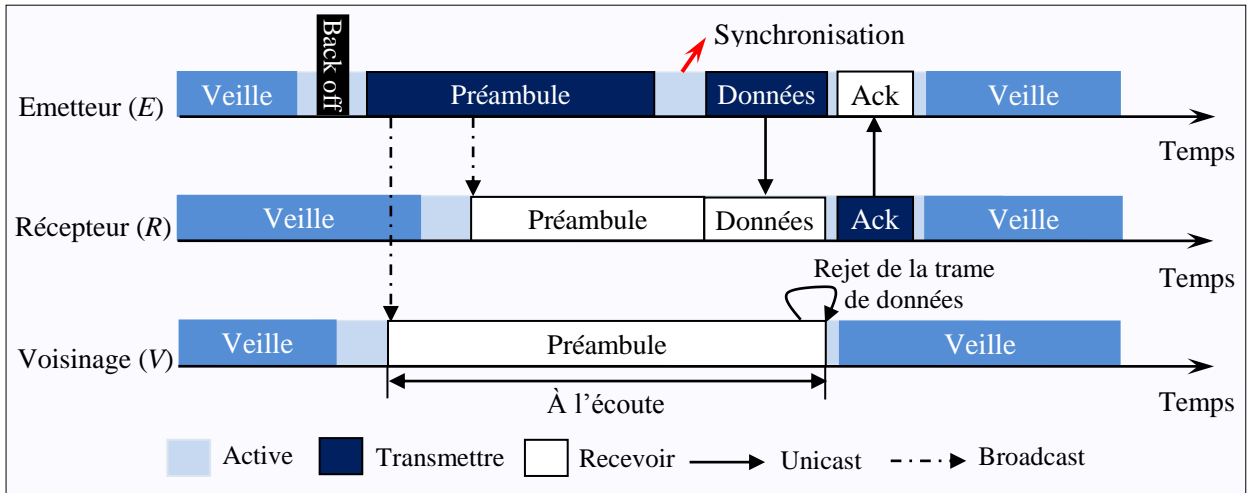 Synchronisation
Emetteur (E) Veille Back off Préambule Données Ack Veille
Temps
Récepteur (R) Veille Préambule Données Ack Veille
Rejet de la trame
de données
Voisinage (V) Veille Préambule Veille
À l'écoute
Temps
Active Transmettre Recevoir Unicast Broadcast